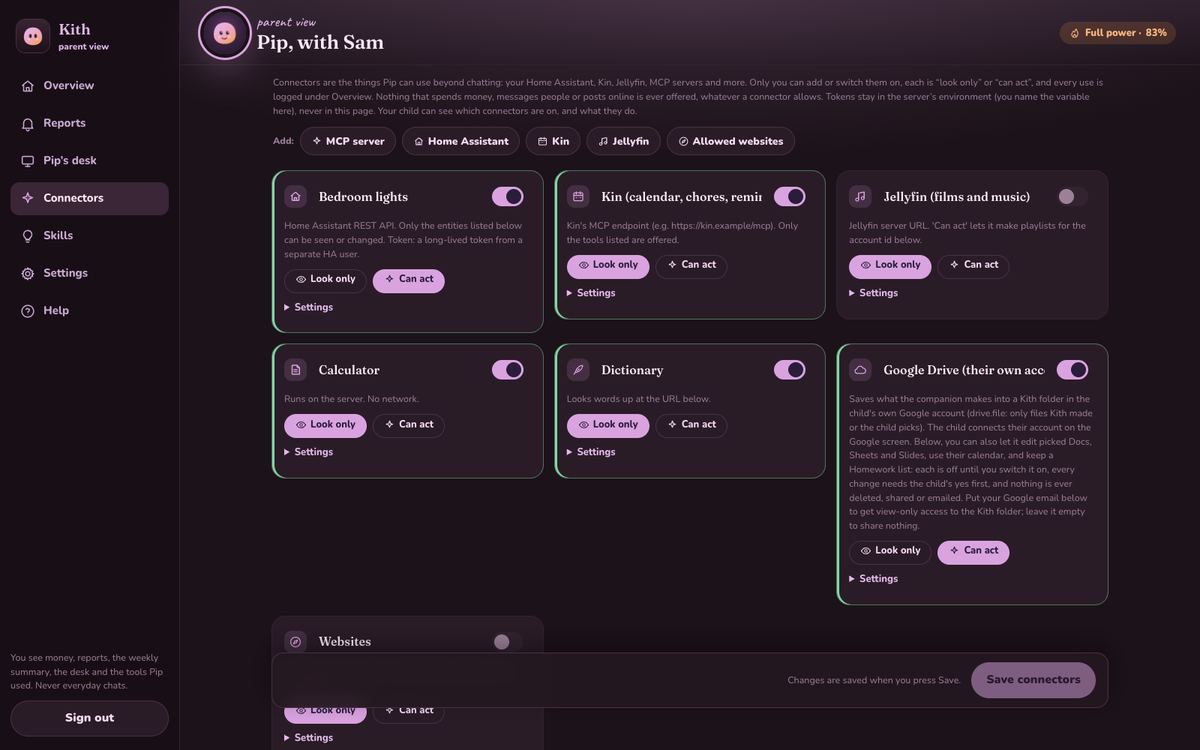 Kith
parent view
Overview
Reports
Pip's desk
Connectors
Skills
Settings
Help
You see money, reports, the weekly
summary, the desk and the tools Pip
used. Never everyday chats.
Sign out
parent view
Pip, with Sam
Full power · 83%
Connectors are the things Pip can use beyond chatting: your Home Assistant, Kin, Jellyfin, MCP servers and more. Only you can add or switch them on, each is “look only” or “can act”, and every use is
logged under Overview. Nothing that spends money, messages people or posts online is ever offered, whatever a connector allows. Tokens stay in the server’s environment (you name the variable
here), never in this page. Your child can see which connectors are on, and what they do.
Add:
MCP server
Home Assistant
Kin
Jellyfin
Allowed websites
Bedroom lights
Home Assistant REST API. Only the entities listed below
can be seen or changed. Token: a long-lived token from a
separate HA user.
Look only
Can act
Settings
Kin (calendar, chores, remin
Kin's MCP endpoint (e.g. https://kin.example/mcp). Only
the tools listed are offered.
Look only
Can act
Settings
Jellyfin (films and music)
Jellyfin server URL. 'Can act' lets it make playlists for the
account id below.
Look only
Can act
Settings
Calculator
Runs on the server. No network.
Look only
Can act
Settings
Dictionary
Looks words up at the URL below.
Look only
Can act
Settings
Google Drive (their own acc
Saves what the companion makes into a Kith folder in the
child's own Google account (drive.file: only files Kith made
or the child picks). The child connects their account on the
Google screen. Below, you can also let it edit picked Docs,
Sheets and Slides, use their calendar, and keep a
Homework list: each is off until you switch it on, every
change needs the child's yes first, and nothing is ever
deleted, shared or emailed. Put your Google email below
to get view-only access to the Kith folder; leave it empty
to share nothing.
Look only
Can act
Settings
Websites
Changes are saved when you press Save.
Save connectors
Look only
Can act
Settings